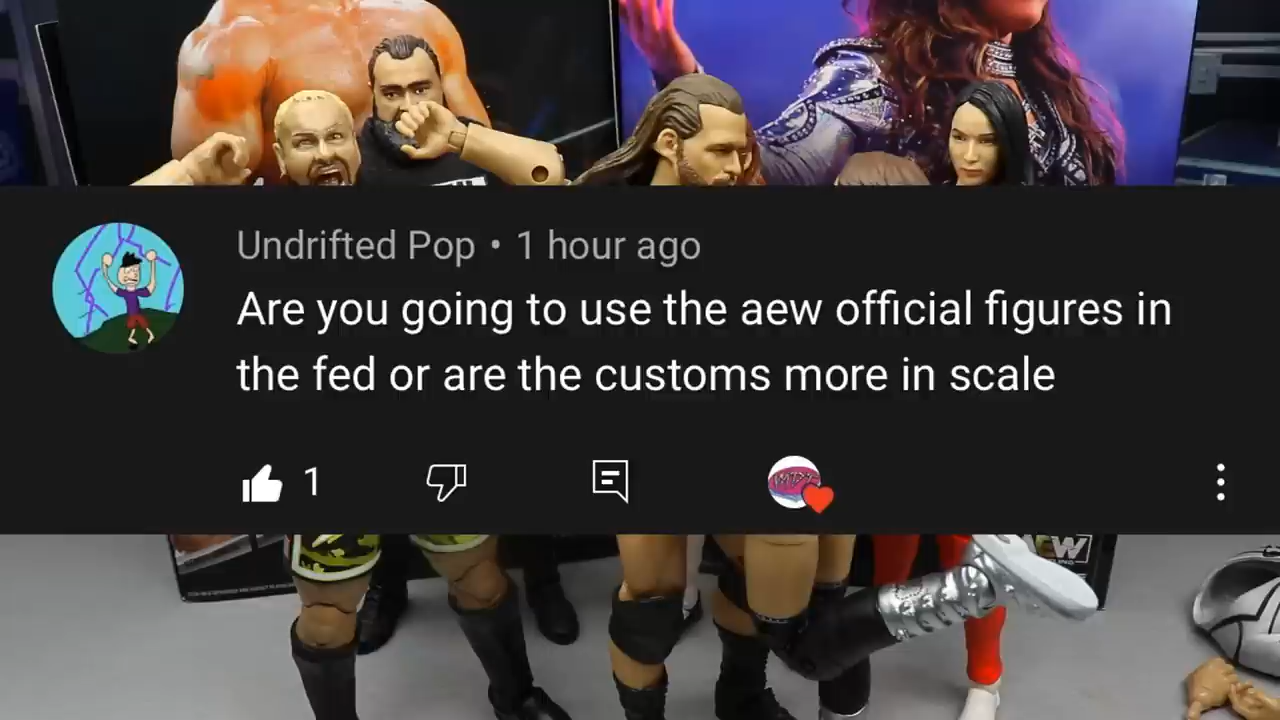 Undrifted Pop • 1 hour ago
Are you going to use the aew official figures in
the fed or are the customs more in scale
1
AEW